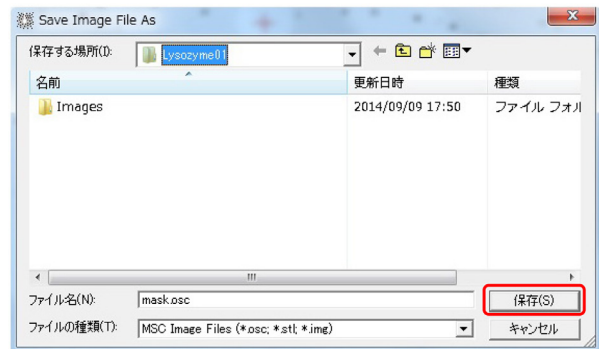 Save Image File As
保存する場所(I): Lysozyme01
名前 更新日時 種類
Images 2014/09/09 17:50 ファイル フォル
ファイル名(N): mask.osc 保存(S)
ファイルの種類(T): MSC Image Files (*.osc; *.stl; *.img) キャンセル